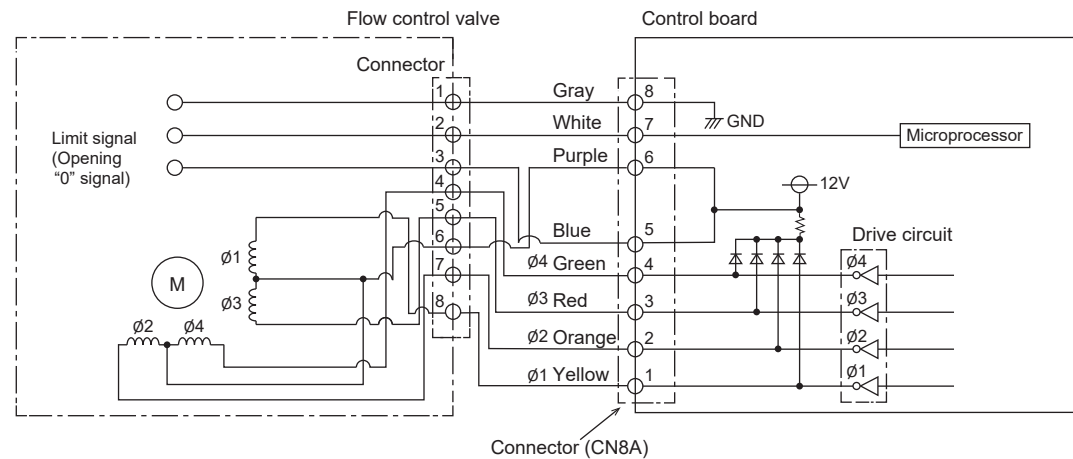 Flow control valve
Control board
Connector
1
Gray
8
GND
2
White
7
Microprocessor
Limit signal
(Opening
“0” signal)
3
Purple
6
4
12V
5
Blue
5
Drive circuit
6
ø4 Green
4
ø4
ø1
7
M
ø3
8
ø3 Red
3
ø3
ø2
ø4
ø2 Orange
2
ø2
ø1 Yellow
1
ø1
Connector (CN8A)